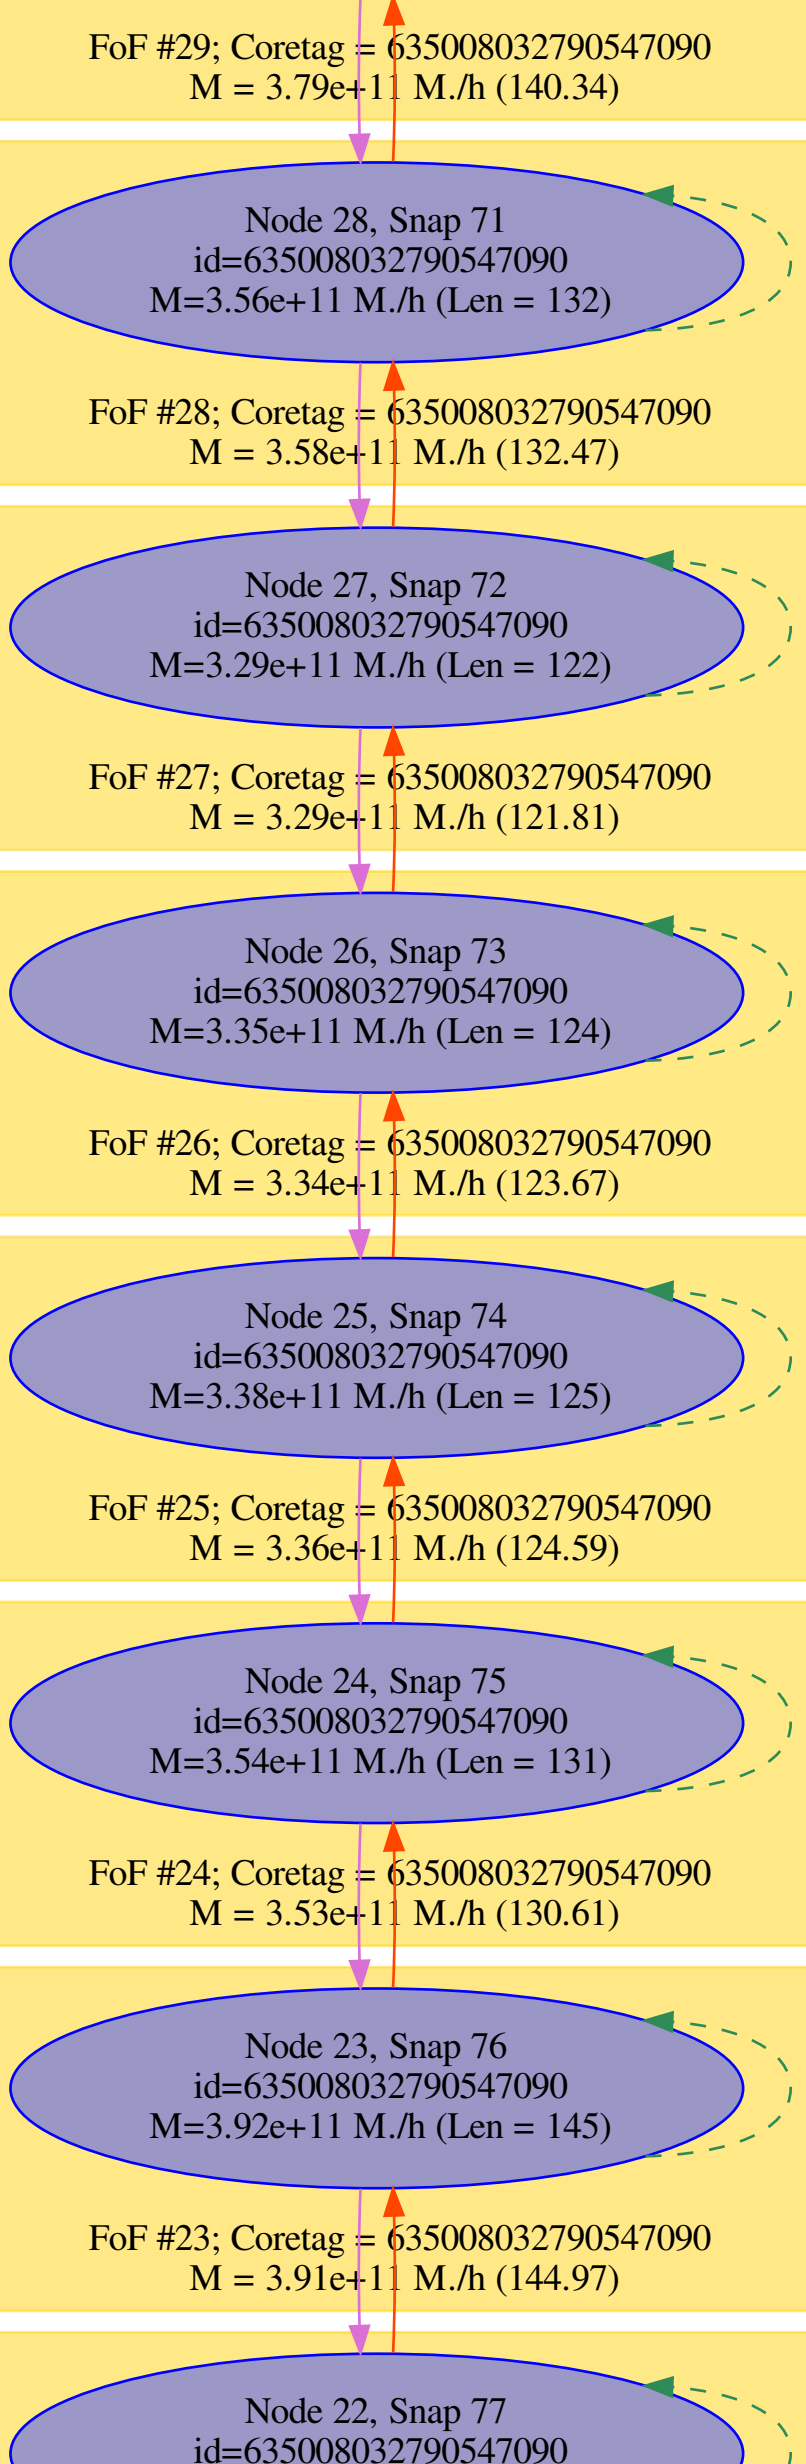 FoF #29; Coretag = 635008032790547090
M = 3.79e+11 M./h (140.34)
Node 28, Snap 71
id=635008032790547090
M=3.56e+11 M./h (Len = 132)
FoF #28; Coretag = 635008032790547090
M = 3.58e+11 M./h (132.47)
Node 27, Snap 72
id=635008032790547090
M=3.29e+11 M./h (Len = 122)
FoF #27; Coretag = 635008032790547090
M = 3.29e+11 M./h (121.81)
Node 26, Snap 73
id=635008032790547090
M=3.35e+11 M./h (Len = 124)
FoF #26; Coretag = 635008032790547090
M = 3.34e+11 M./h (123.67)
Node 25, Snap 74
id=635008032790547090
M=3.38e+11 M./h (Len = 125)
FoF #25; Coretag = 635008032790547090
M = 3.36e+11 M./h (124.59)
Node 24, Snap 75
id=635008032790547090
M=3.54e+11 M./h (Len = 131)
FoF #24; Coretag = 635008032790547090
M = 3.53e+11 M./h (130.61)
Node 23, Snap 76
id=635008032790547090
M=3.92e+11 M./h (Len = 145)
FoF #23; Coretag = 635008032790547090
M = 3.91e+11 M./h (144.97)
Node 22, Snap 77
id=635008032790547090